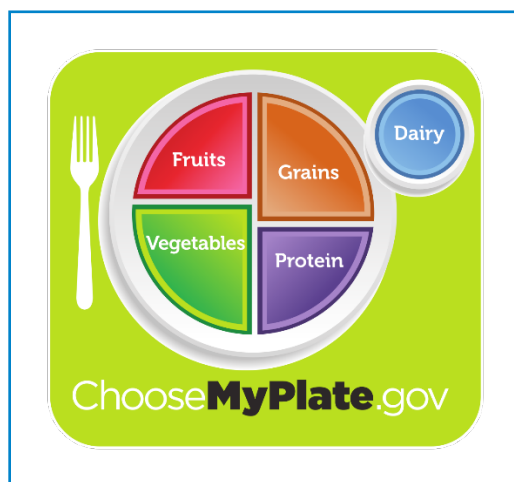 Dairy
Fruits
Grains
Vegetables
Protein
ChooseMyPlate.gov